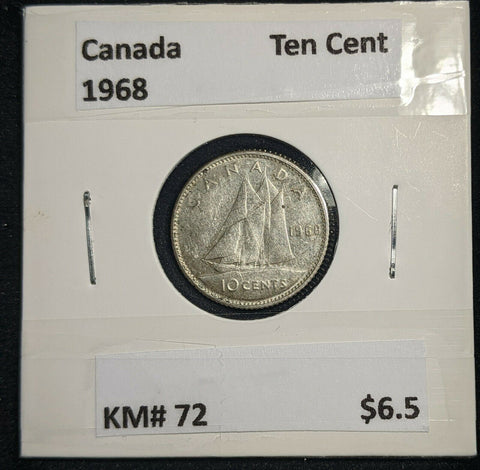 Canada Ten Cent
1968
CANADA
1968
10 CENTS
KM# 72 $6.5